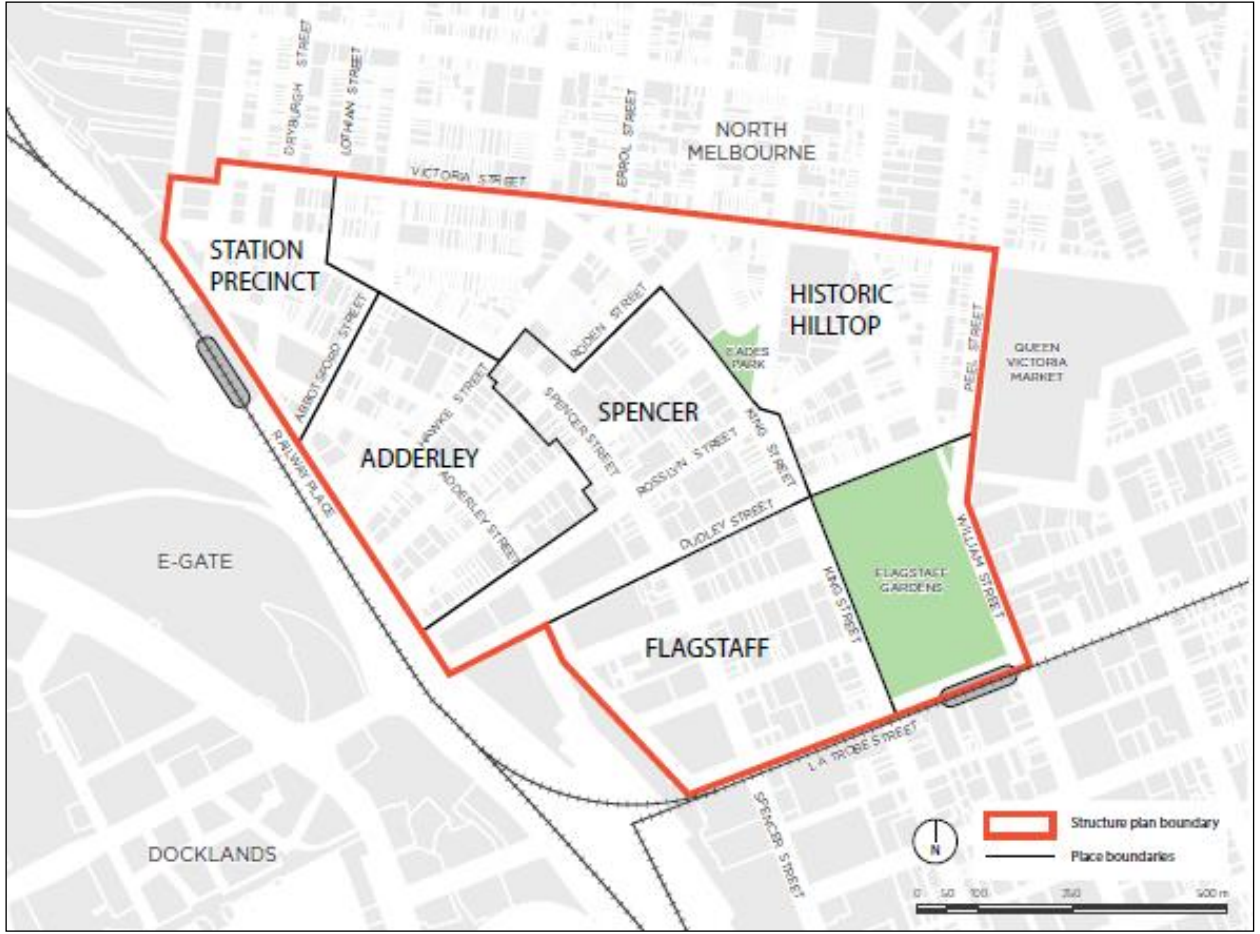 DRYBURGH STREET
LOTHIAN STREET
ERROL STREET
NORTH
MELBOURNE
VICTORIA STREET
STATION
PRECINCT
HISTORIC
HILLTOP
ABBOTSFORD STREET
RODEN STREET
EADES
PARK
PEEL STREET
QUEEN
VICTORIA
MARKET
HAWKE STREET
SPENCER STREET
SPENCER
KING STREET
ADDERLEY
ROSSLYN STREET
ADDERLEY STREET
RAILWAY PLACE
DUDLEY STREET
E-GATE
KING STREET
FLAGSTAFF
GARDENS
WILLIAM STREET
FLAGSTAFF
LA TROBE STREET
SPENCER STREET
DOCKLANDS
N
Structure plan boundary
Place boundaries
0 50 100 250 500 m